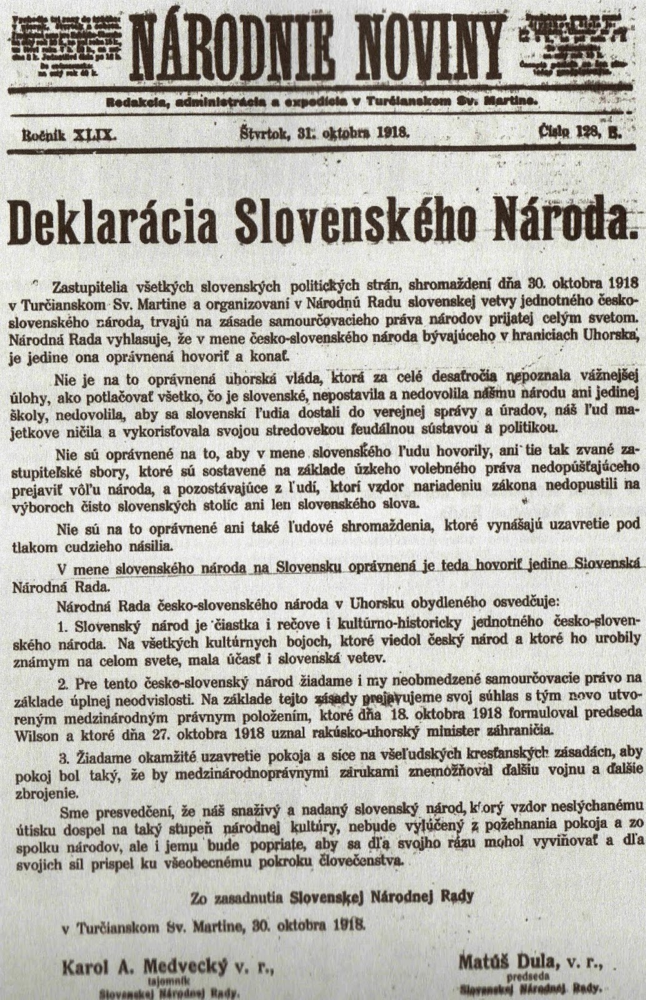 NÁRODNIE NOVINY
Redakcia, administrácia a expedícia v Turčianskom Sv. Martine.
Ročník XLIX.
Štvrtok, 31. oktobra 1918.
Číslo 128,
Deklarácia Slovenského Národa.
Zastupitelia všetkých slovenských politických strán, shromaždení dňa 30. oktobra 1918
v Turčianskom Sv. Martine a organizovaní v Národnú Radu slovenskej vetvy jednotného česko-
slovenského národa, trvajú na zásade samourčovacieho práva národov prijatej celým svetom.
Národná Rada vyhlasuje, že v mene česko-slovenského národa bývajúceho v hraniciach Uhorska,
je jedine ona oprávnená hovoriť a konať.
Nie je na to oprávnená uhorská vláda, ktorá za celé desaťročia nepoznala vážnejšej
úlohy, ako potlačovať všetko, čo je slovenské, nepostavila a nedovolila nášmu národu ani jedinej
školy, nedovolila, aby sa slovenskí ľudia dostali do verejnej správy a úradov, náš ľud ma-
jetkove ničila a vykorisťovala svojou stredovekou feudálnou sústavou a politikou.
Nie sú oprávnené na to, aby v mene slovenského ľudu hovorily, ani tie tak zvané za-
stupiteľské sbory, ktoré sú sostavené na základe úzkeho volebného práva nedopúšťajúceho
prejaviť vôľu národa, a pozostávajúce z ľudí, ktorí vzdor nariadeniu zákona nedopustili na
výboroch čisto slovenských stolíc ani len slovenského slova.
Nie sú na to oprávnené ani také ľudové shromaždenia, ktoré vynášajú uzavretie pod
tlakom cudzieho násilia.
V mene slovenského národa na Slovensku oprávnená je teda hovoriť jedine Slovenská
Národná Rada.
Národná Rada česko-slovenského národa v Uhorsku obydleného osvedčuje:
1. Slovenský národ je čiastka i rečove i kultúrno-historicky jednotného česko-sloven-
ského národa. Na všetkých kultúrnych bojoch, ktoré viedol český národ a ktoré ho urobily
známym na celom svete, mala účasť i slovenská vetev.
2. Pre tento česko-slovenský národ žiadame i my neobmedzené samourčovacie právo na
základe úplnej neodvislosti. Na základe tejto zásady prejavujeme svoj súhlas s tým novo utvo-
reným medzinárodným právnym položením, ktoré dňa 18. oktobra 1918 formuloval predseda
Wilson a ktoré dňa 27. oktobra 1918 uznal rakúsko-uhorský minister záhraničia.
3. Žiadame okamžité uzavretie pokoja a síce na všeľudských kresťanských zásadách, aby
pokoj bol taký, že by medzinárodnoprávnymi zárukami znemóžňoval ďalšiu vojnu a ďalšie
zbrojenie.
Sme presvedčení, že náš snaživý a nadaný slovenský národ, ktorý vzdor neslýchanému
útisku dospel na taký stupeň národnej kultúry, nebude vylúčený z požehnania pokoja a zo
spolku národov, ale i jemu bude popriate, aby sa dľa svojho rázu mohol vyviňovať a dľa
svojich síl prispel ku všeobecnému pokroku človečenstva.
Zo zasadnutia Slovenskej Národnej Rady
v Turčianskom Sv. Martine, 30. oktobra 1918.
Karol A. Medvecký v. r.,
tajomník
Slovenskej Národnej Rady.
Matúš Dula, v. r.,
predseda
Slovenskej Národnej Rady.